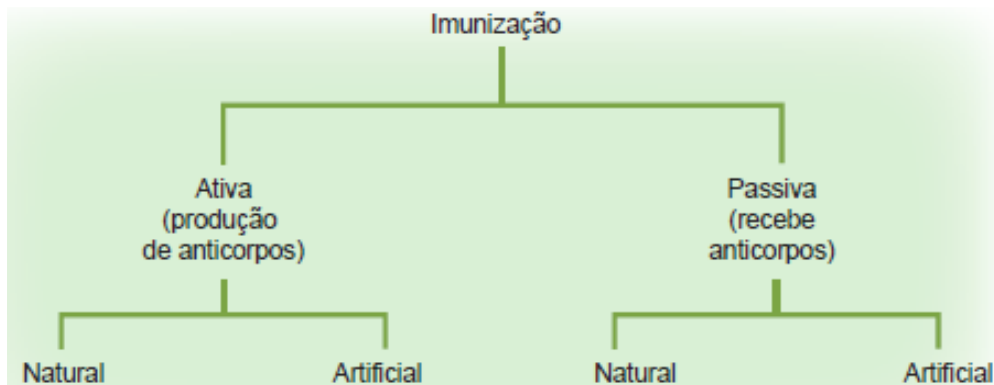 Imunização
Ativa
(produção
de anticorpos)
Passiva
(recebe
anticorpos)
Natural
Artificial
Natural
Artificial